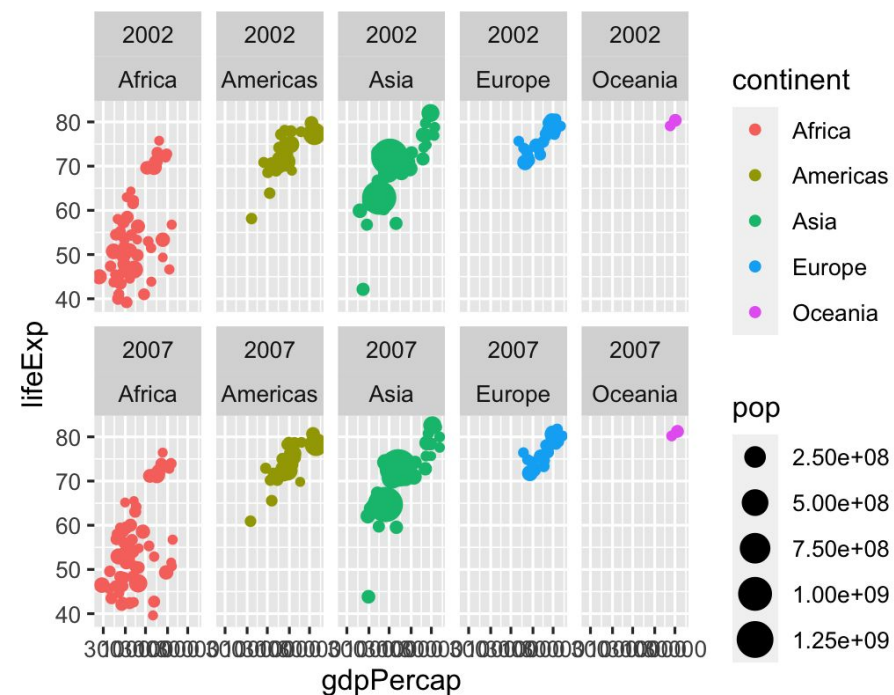 2002 2002 2002 2002 2002
Africa Americas Asia Europe Oceania
80
70
60
50
40
2007 2007 2007 2007 2007
Africa Americas Asia Europe Oceania
80
70
60
50
40
lifeExp
gdpPercap
continent
Africa
Americas
Asia
Europe
Oceania
pop
2.50e+08
5.00e+08
7.50e+08
1.00e+09
1.25e+09